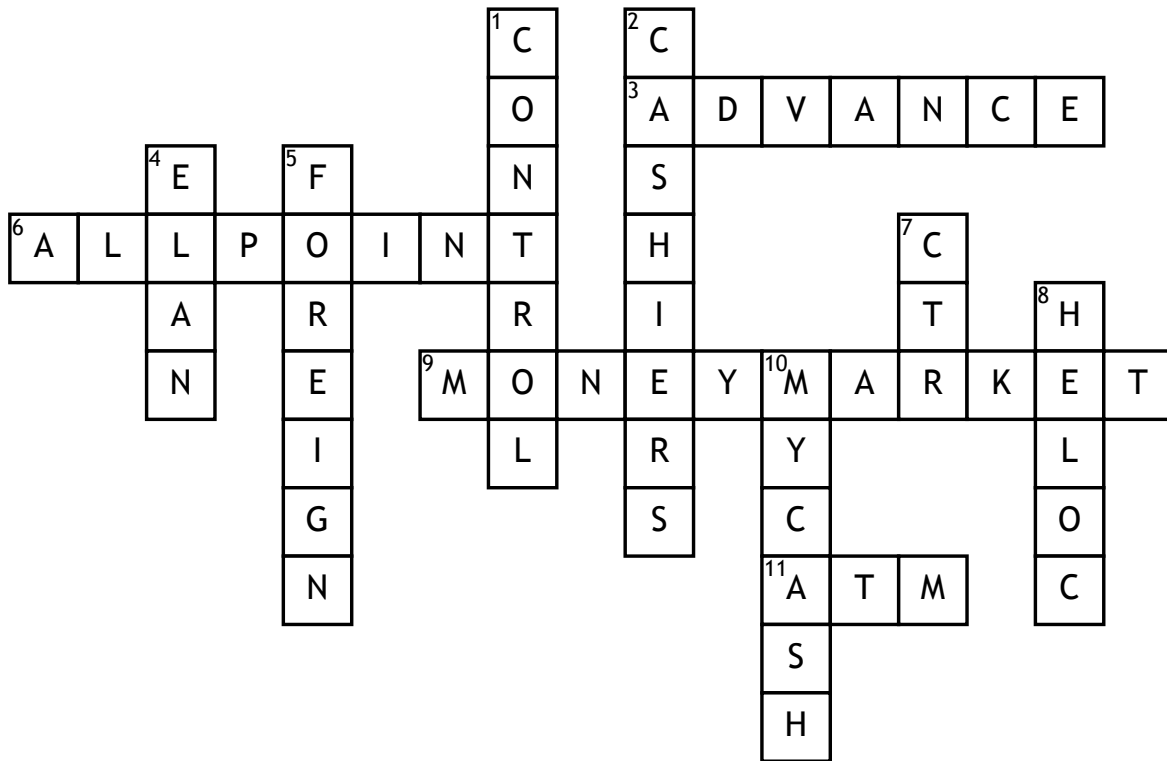 1 C 2 C
O 3 A D V A N C E
4 E 5 F N S
6 A L L P O I N T H 7 C
A R R I T 8 H
N E 9 M O N E Y 10 M A R K E T
I L R Y L
G S C O
N 11 A T M C
S
H